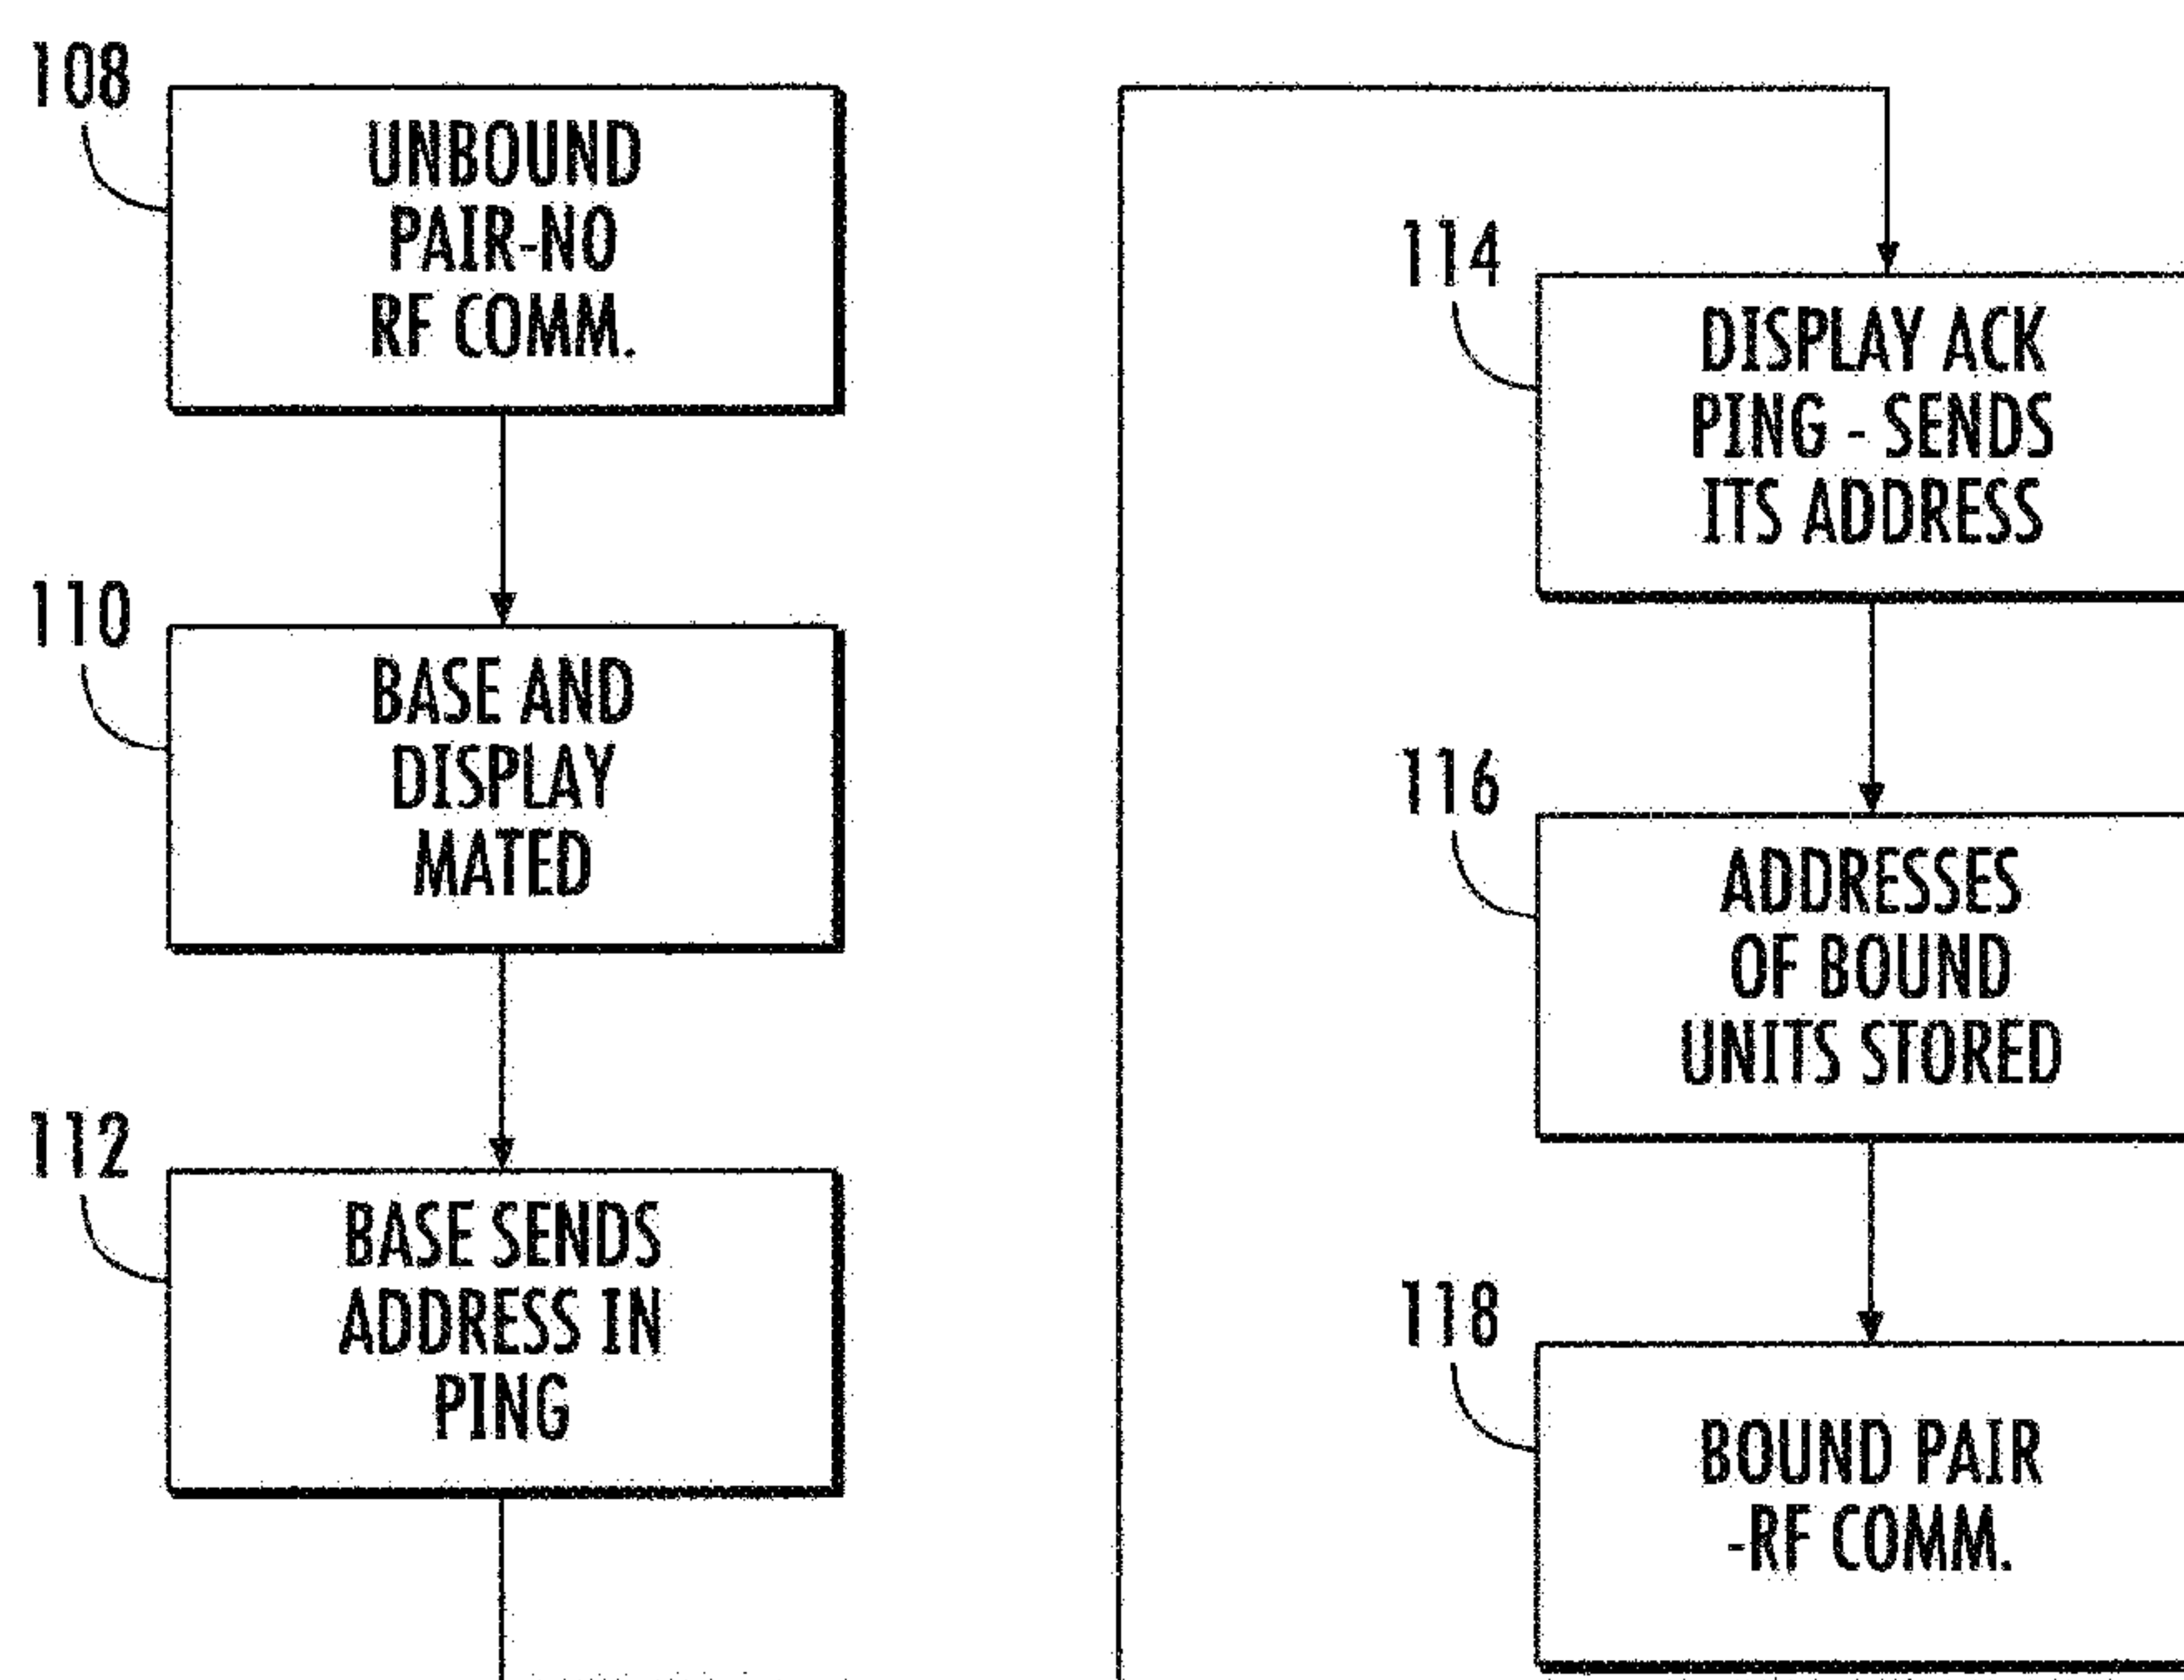 108
UNBOUND
PAIR-NO
RF COMM.
110
BASE AND
DISPLAY
MATED
112
BASE SENDS
ADDRESS IN
PING
114
DISPLAY ACK
PING - SENDS
ITS ADDRESS
116
ADDRESSES
OF BOUND
UNITS STORED
118
BOUND PAIR
-RF COMM.